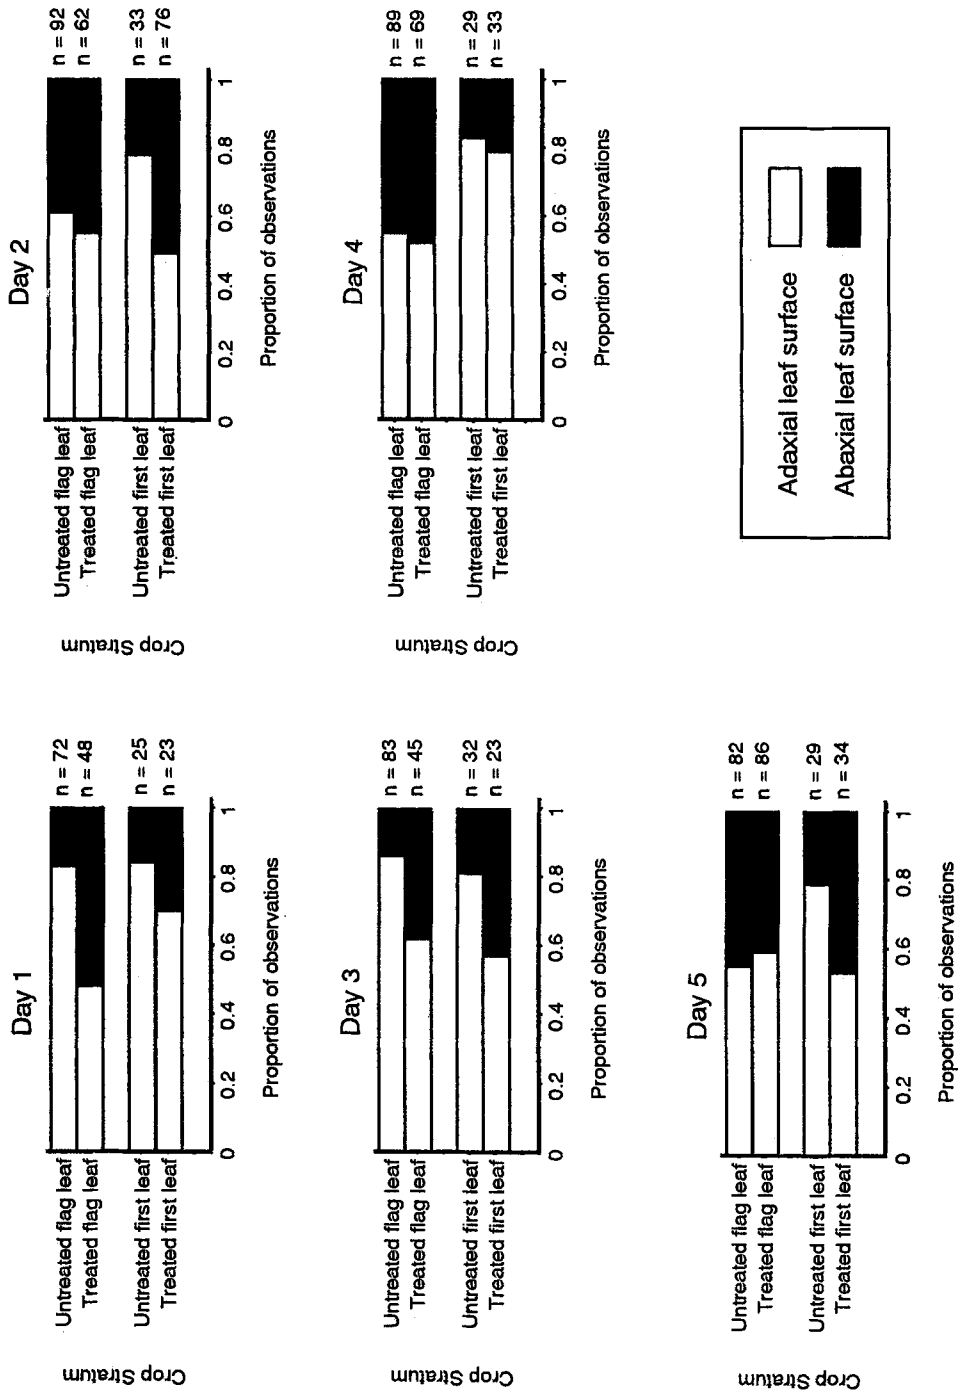 Day 1
Crop Stratum
Untreated flag leaf
Treated flag leaf
Untreated first leaf
Treated first leaf
n = 72
n = 48
n = 25
n = 23
0 0.2 0.4 0.6 0.8 1
Proportion of observations
Day 2
Crop Stratum
Untreated flag leaf
Treated flag leaf
Untreated first leaf
Treated first leaf
n = 92
n = 62
n = 33
n = 76
0 0.2 0.4 0.6 0.8 1
Proportion of observations
Day 3
Crop Stratum
Untreated flag leaf
Treated flag leaf
Untreated first leaf
Treated first leaf
n = 83
n = 45
n = 32
n = 23
0 0.2 0.4 0.6 0.8 1
Proportion of observations
Day 4
Crop Stratum
Untreated flag leaf
Treated flag leaf
Untreated first leaf
Treated first leaf
n = 89
n = 69
n = 29
n = 33
0 0.2 0.4 0.6 0.8 1
Proportion of observations
Day 5
Crop Stratum
Untreated flag leaf
Treated flag leaf
Untreated first leaf
Treated first leaf
n = 82
n = 86
n = 29
n = 34
0 0.2 0.4 0.6 0.8 1
Proportion of observations
Adaxial leaf surface
Abaxial leaf surface